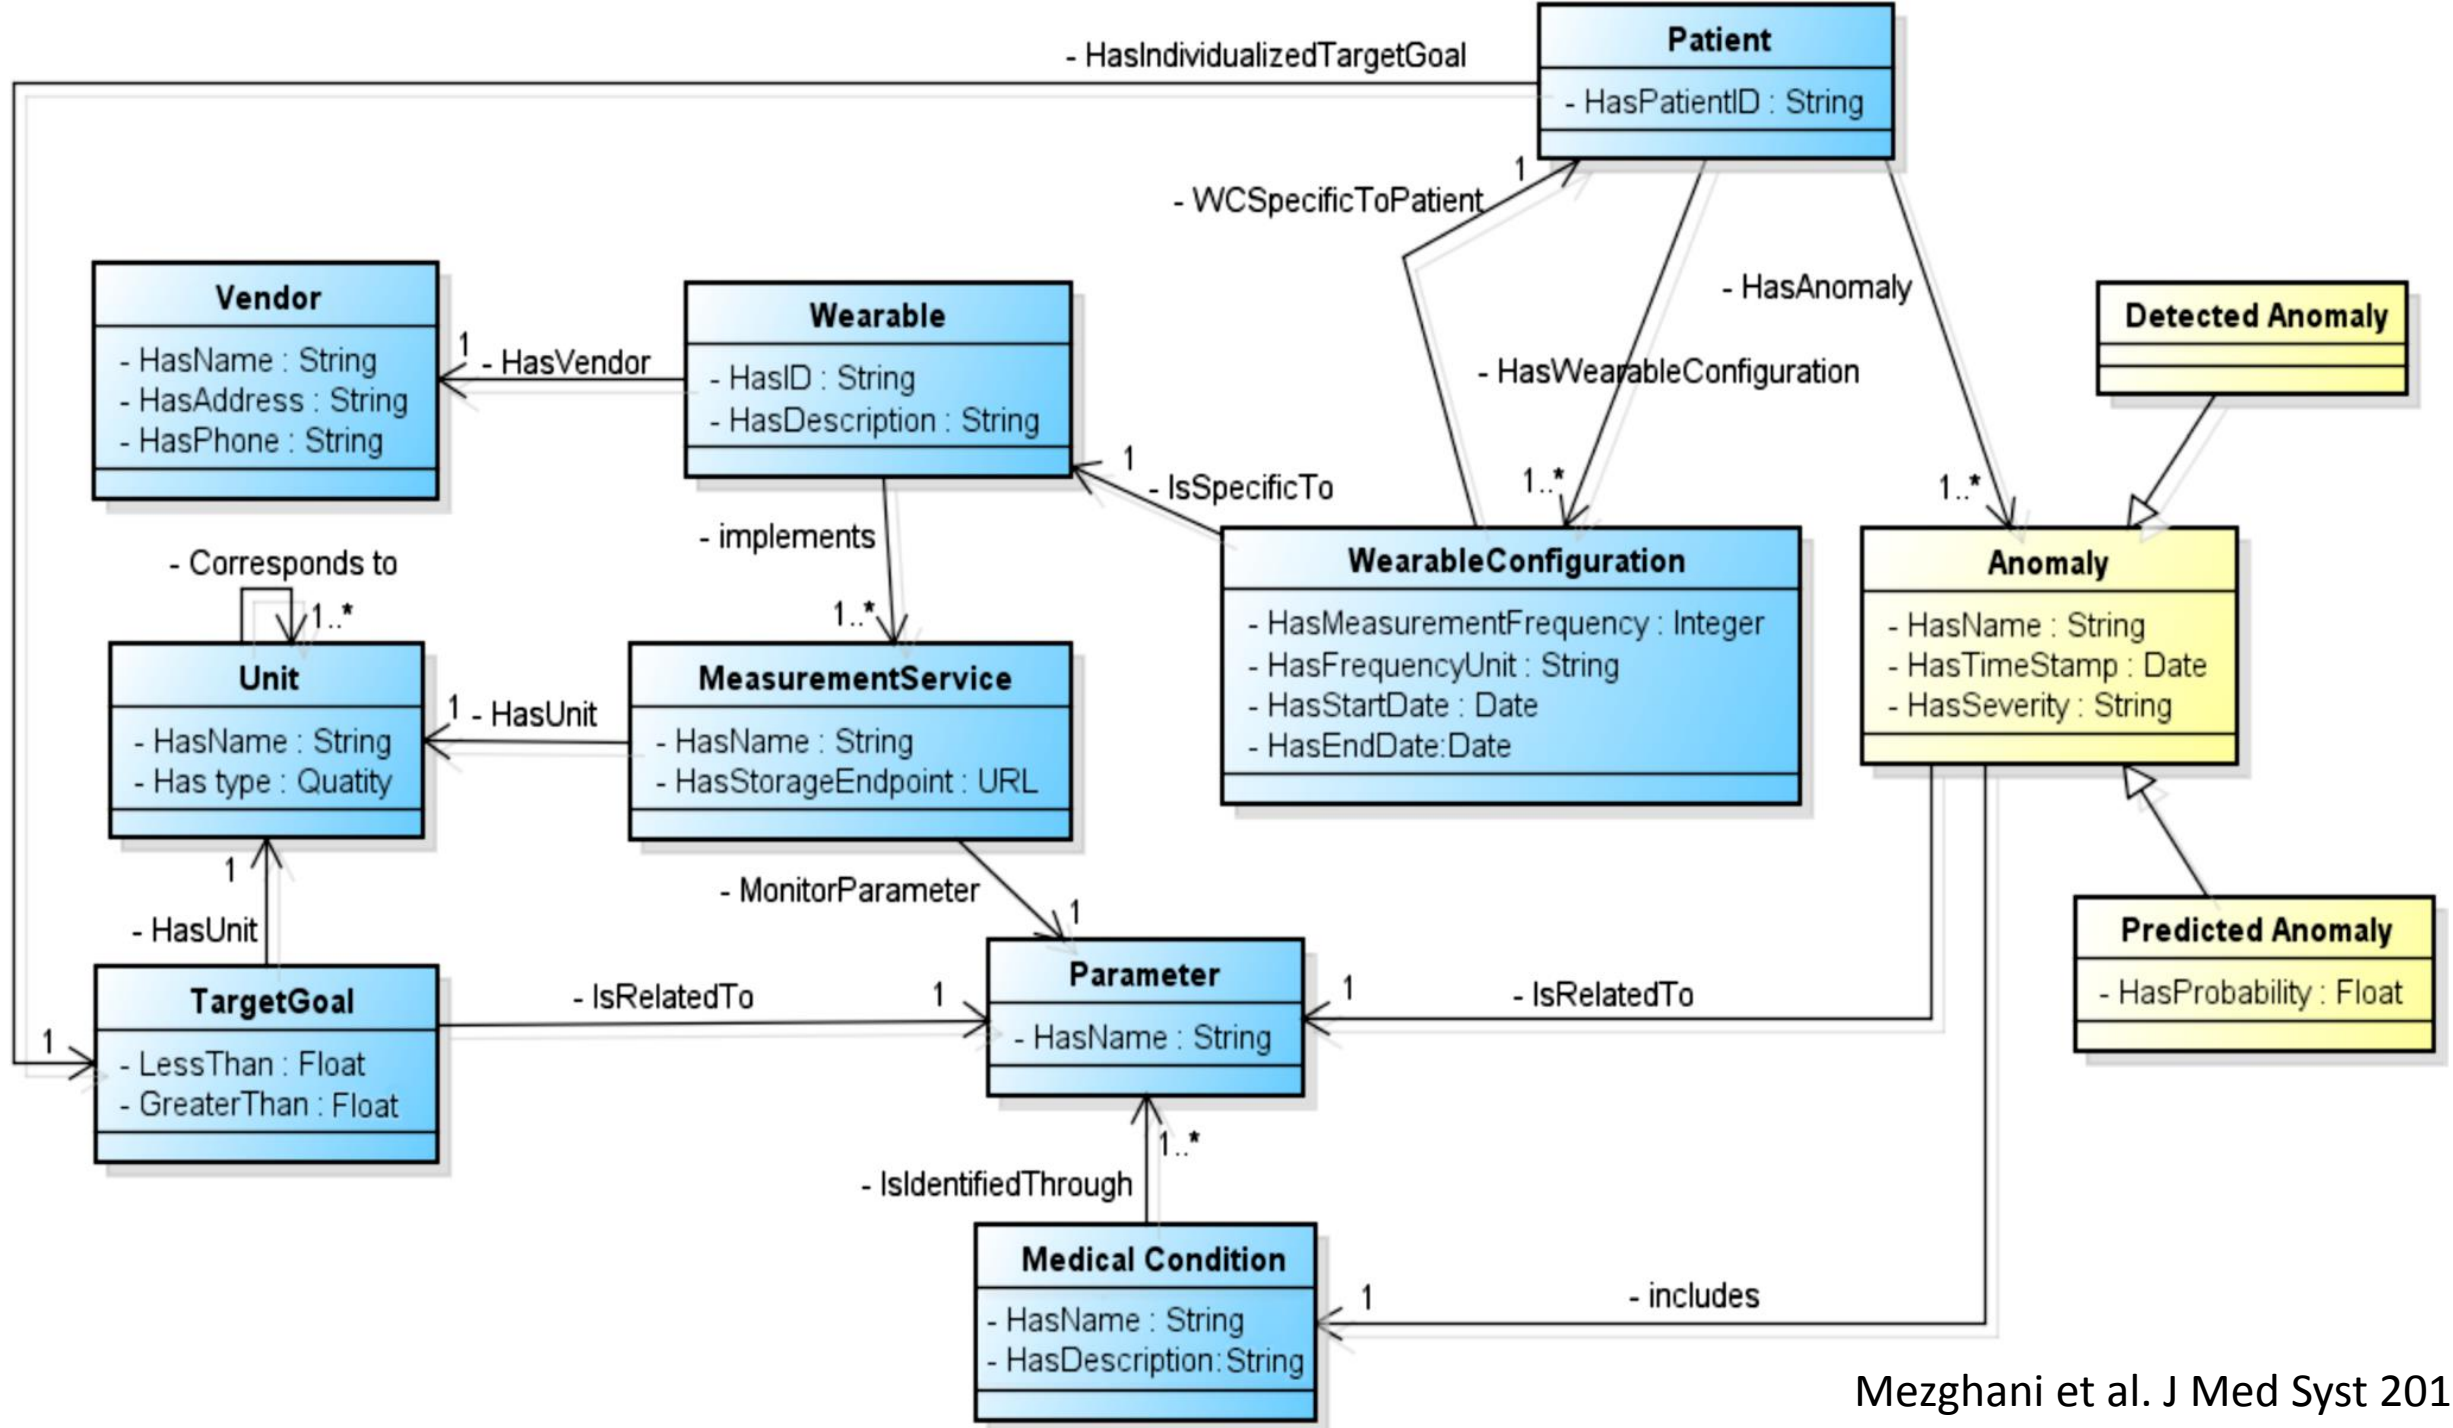 - HasIndividualizedTargetGoal
Patient
- HasPatientID : String
1
- WCSpecificToPatient
- HasAnomaly
- HasWearableConfiguration
1..*
1..*
Vendor
- HasName : String
- HasAddress : String
- HasPhone : String
1
- HasVendor
Wearable
- HasID : String
- HasDescription : String
1
- IsSpecificTo
Detected Anomaly
- implements
1..*
- Corresponds to
1..*
WearableConfiguration
- HasMeasurementFrequency : Integer
- HasFrequencyUnit : String
- HasStartDate : Date
- HasEndDate:Date
Anomaly
- HasName : String
- HasTimeStamp : Date
- HasSeverity : String
Unit
- HasName : String
- Has type : Quatity
1
- HasUnit
MeasurementService
- HasName : String
- HasStorageEndpoint : URL
1
- HasUnit
- MonitorParameter
1
Predicted Anomaly
- HasProbability : Float
1
TargetGoal
- LessThan : Float
- GreaterThan : Float
- IsRelatedTo
1
Parameter
- HasName : String
1
- IsRelatedTo
1..*
- IsIdentifiedThrough
Medical Condition
- HasName : String
- HasDescription:String
1
- includes
Mezghani et al. J Med Syst 201